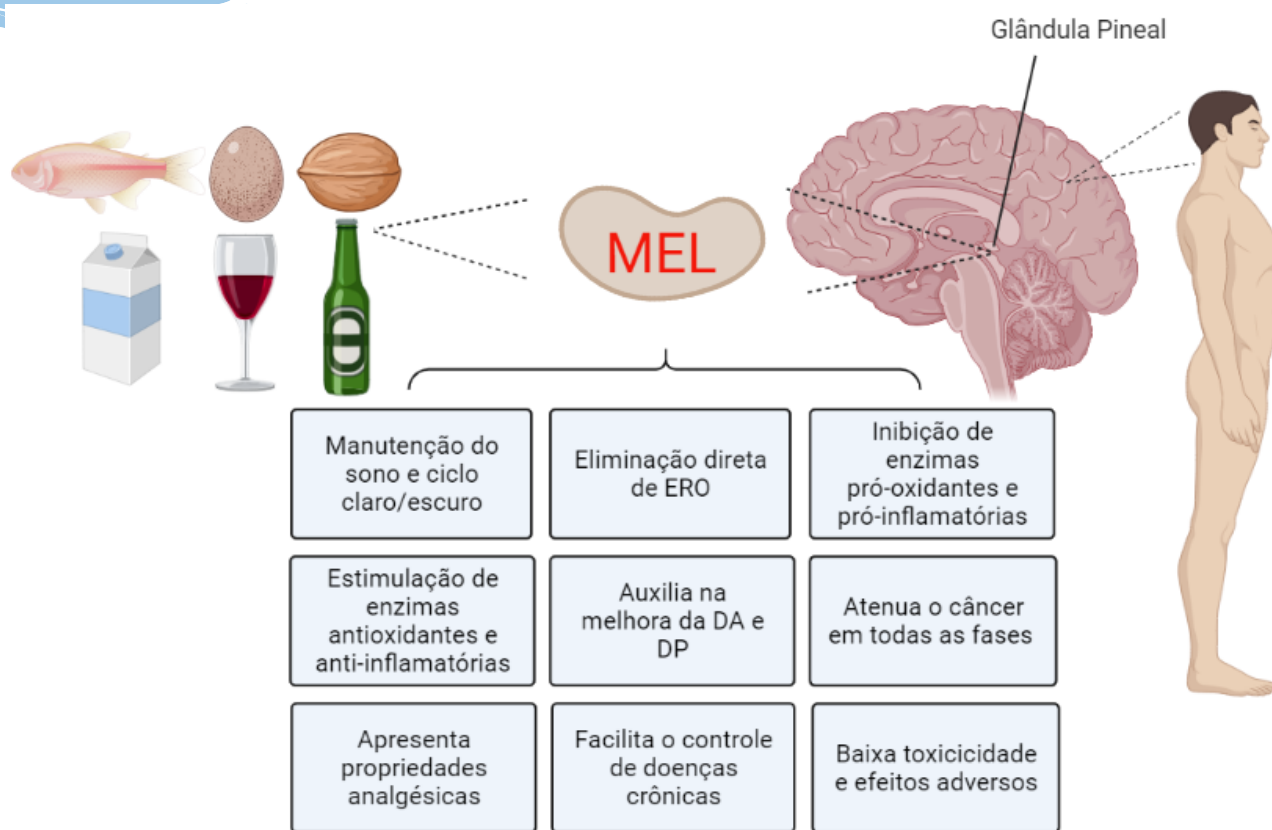 Glândula Pineal
MEL
Manutenção do
sono e ciclo
claro/escuro
Eliminação direta
de ERO
Inibição de
enzimas
pró-oxidantes e
pró-inflamatórias
Estimulação de
enzimas
antioxidantes e
anti-inflamatórias
Auxilia na
melhora da DA e
DP
Atenua o câncer
em todas as fases
Apresenta
propriedades
analgésicas
Facilita o controle
de doenças
crônicas
Baixa toxicicidade
e efeitos adversos